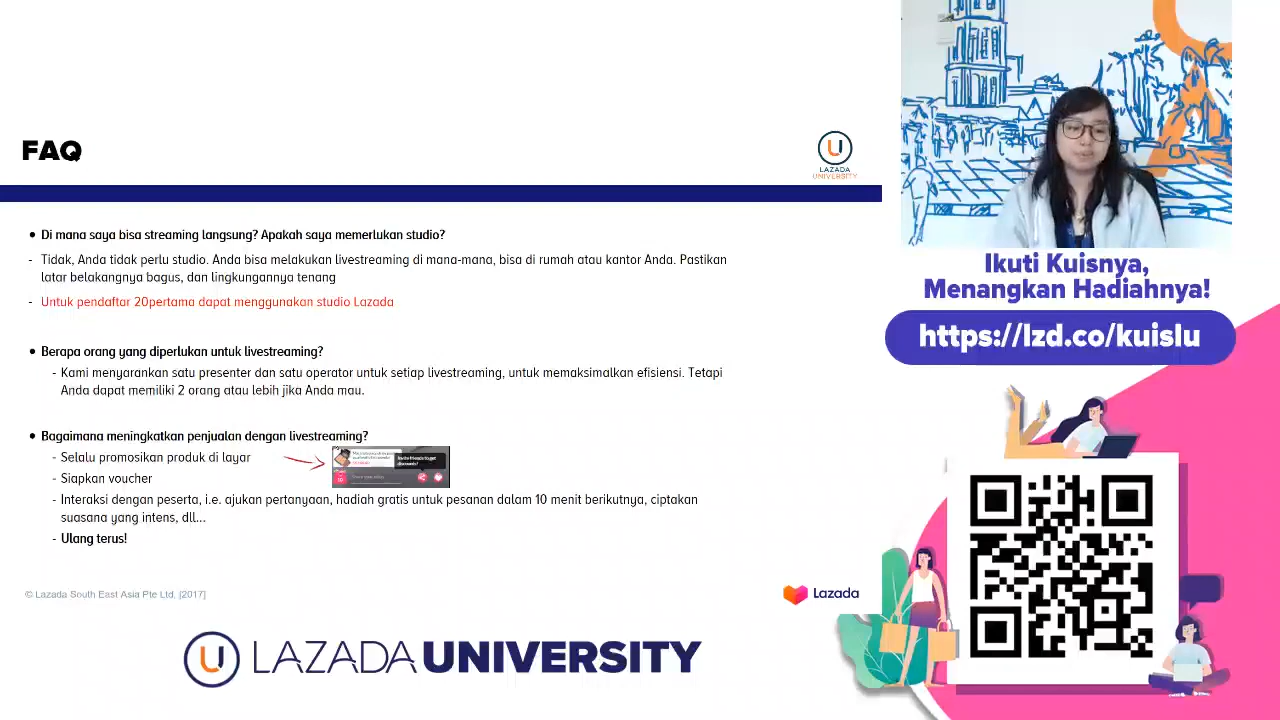 FAQ
LAZADA
UNIVERSITY
• Di mana saya bisa streaming langsung? Apakah saya memerlukan studio?
- Tidak, Anda tidak perlu studio. Anda bisa melakukan livestreaming di mana-mana, bisa di rumah atau kantor Anda. Pastikan
latar belakangnya bagus, dan lingkungannya tenang
- Untuk pendaftar 20pertama dapat menggunakan studio Lazada
• Berapa orang yang diperlukan untuk livestreaming?
- Kami menyarankan satu presenter dan satu operator untuk setiap livestreaming, untuk memaksimalkan efisiensi. Tetapi
Anda dapat memiliki 2 orang atau lebih jika Anda mau.
• Bagaimana meningkatkan penjualan dengan livestreaming?
- Selalu promosikan produk di layar
Invite friends to get
discounts!
- Siapkan voucher
- Interaksi dengan peserta, i.e. ajukan pertanyaan, hadiah gratis untuk pesanan dalam 10 menit berikutnya, ciptakan
suasana yang intens, dll...
- Ulang terus!
© Lazada South East Asia Pte Ltd. [2017]
Lazada
LAZADA UNIVERSITY
Ikuti Kuisnya,
Menangkan Hadiahnya!
https://lzd.co/kuislu